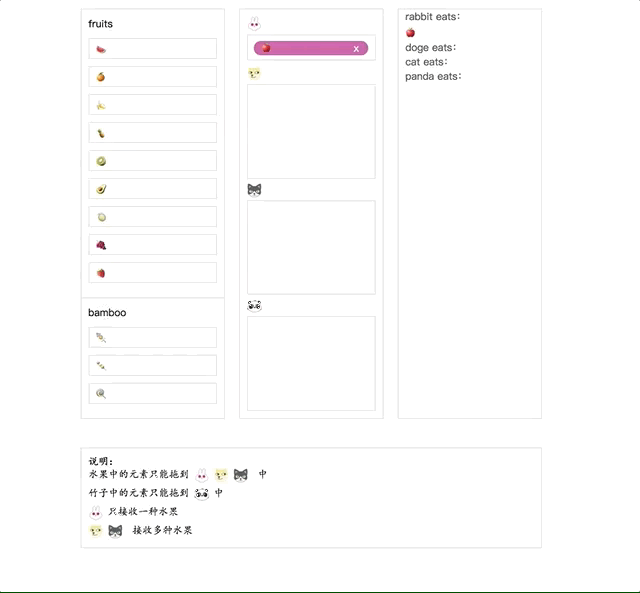 fruits
bamboo
x
rabbit eats:
doge eats:
cat eats:
panda eats:
说明:
水果中的元素只能拖到 中
竹子中的元素只能拖到 中
只接收一种水果
接收多种水果